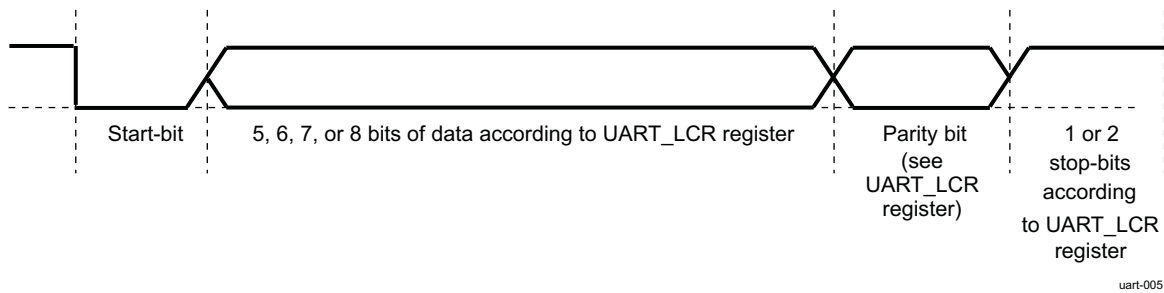 Start-bit
5, 6, 7, or 8 bits of data according to UART_LCR register
Parity bit
(see
UART_LCR
register)
1 or 2
stop-bits
according
to UART_LCR
register
uart-005